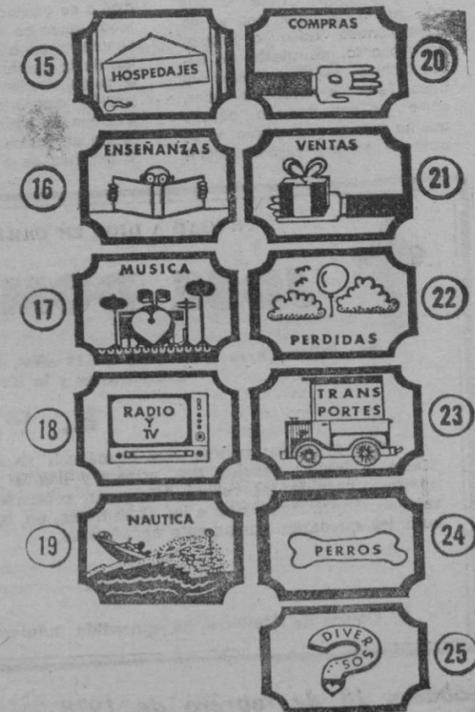 15
HOSPEDAJES
16
ENSEÑANZAS
17
MUSICA
18
RADIO
Y
TV
19
NAUTICA
COMPRAS
20
VENTAS
21
22
PERDIDAS
TRANS
PORTES
23
24
PERROS
DIVER
SOS
25